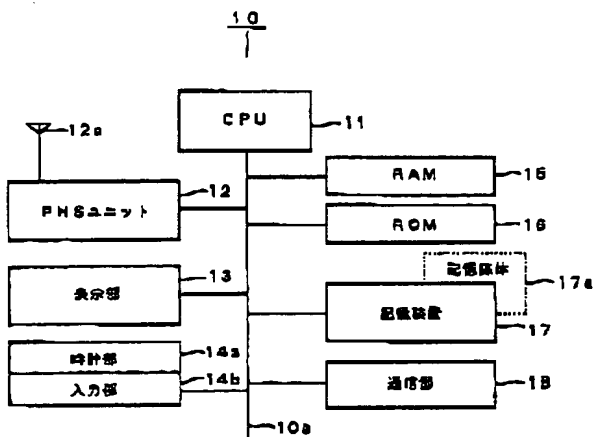 10
CPU
11
12a
PHSユニット
12
RAM
15
ROM
16
表示部
13
記憶媒体
17a
記憶装置
17
時計部
14a
入力部
14b
通信部
18
10a